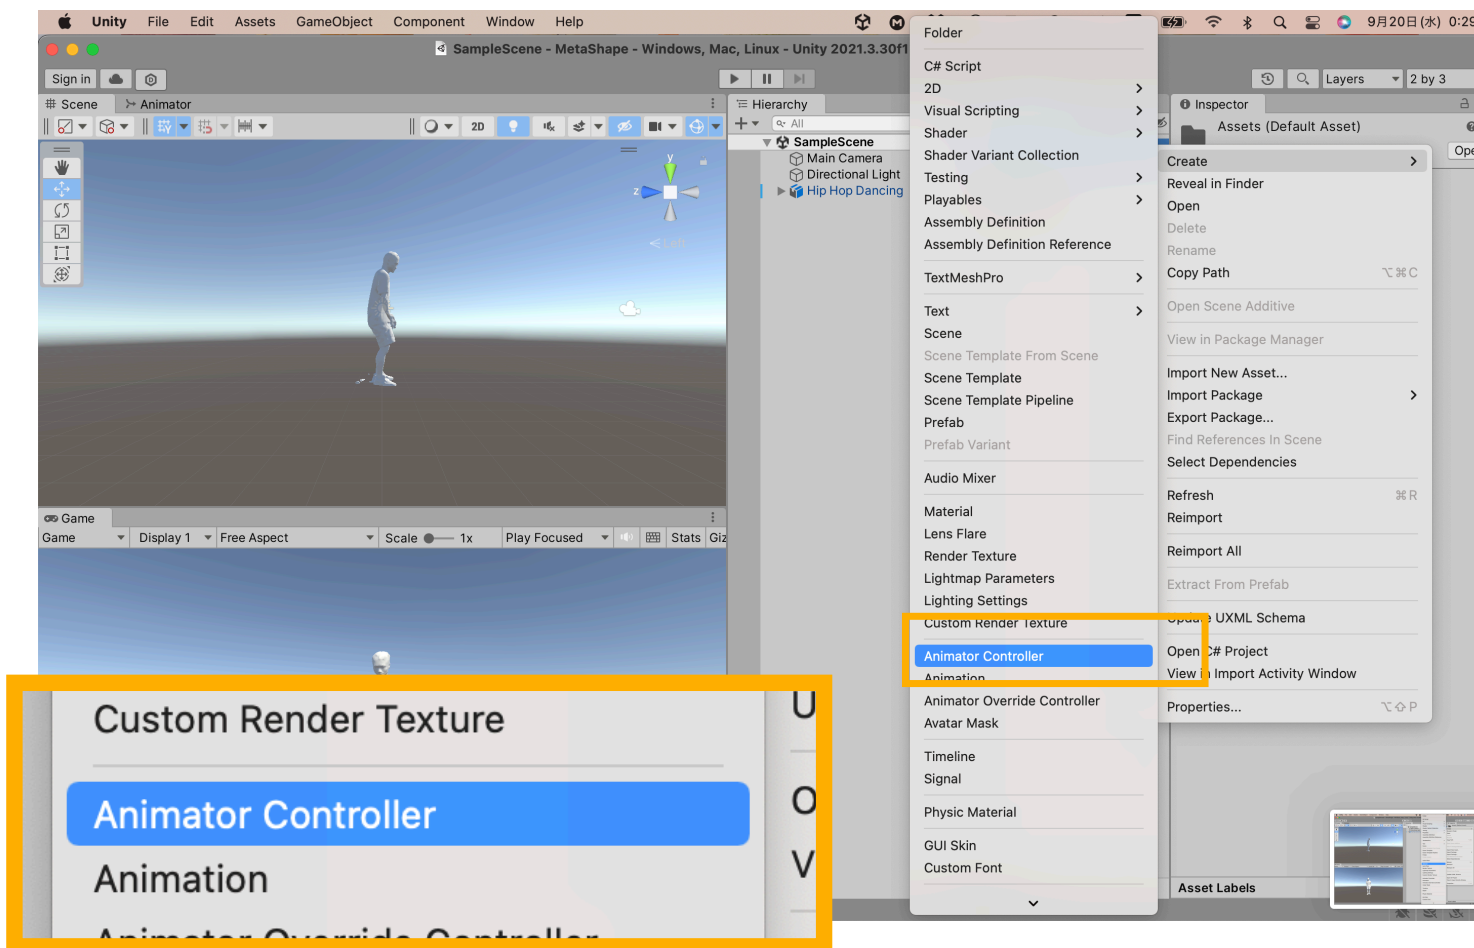 Unity File Edit Assets GameObject Component Window Help
9月20日(水) 0:29
SampleScene - MetaShape - Windows, Mac, Linux - Unity 2021.3.30f1
Sign in
Layers
2 by 3
Scene
Animator
2D
y
z
Left
Hierarchy
All
SampleScene
Main Camera
Directional Light
Hip Hop Dancing
Inspector
Assets (Default Asset)
Folder
C# Script
2D
Visual Scripting
Shader
Shader Variant Collection
Testing
Playables
Assembly Definition
Assembly Definition Reference
TextMeshPro
Text
Scene
Scene Template From Scene
Scene Template
Scene Template Pipeline
Prefab
Prefab Variant
Audio Mixer
Material
Lens Flare
Render Texture
Lightmap Parameters
Lighting Settings
Custom Render Texture
Animator Controller
Animation
Animator Override Controller
Avatar Mask
Timeline
Signal
Physic Material
GUI Skin
Custom Font
Create
Reveal in Finder
Open
Delete
Rename
Copy Path ⌥⌘C
Open Scene Additive
View in Package Manager
Import New Asset...
Import Package
Export Package...
Find References In Scene
Select Dependencies
Refresh ⌘R
Reimport
Reimport All
Extract From Prefab
Update UXML Schema
Open C# Project
View in Import Activity Window
Properties... ⌥⇧P
Game
Game Display 1 Free Aspect Scale 1x Play Focused Stats Giz
Custom Render Texture
Animator Controller
Animation
Animator Override Controller
Asset Labels